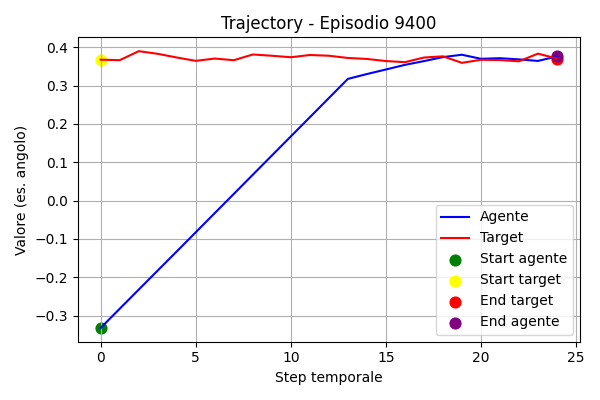 Trajectory - Episodio 9400
Valore (es. angolo)
0.4
0.3
0.2
0.1
0.0
−0.1
−0.2
−0.3
0
5
10
15
20
25
Step temporale
Agente
Target
Start agente
Start target
End target
End agente